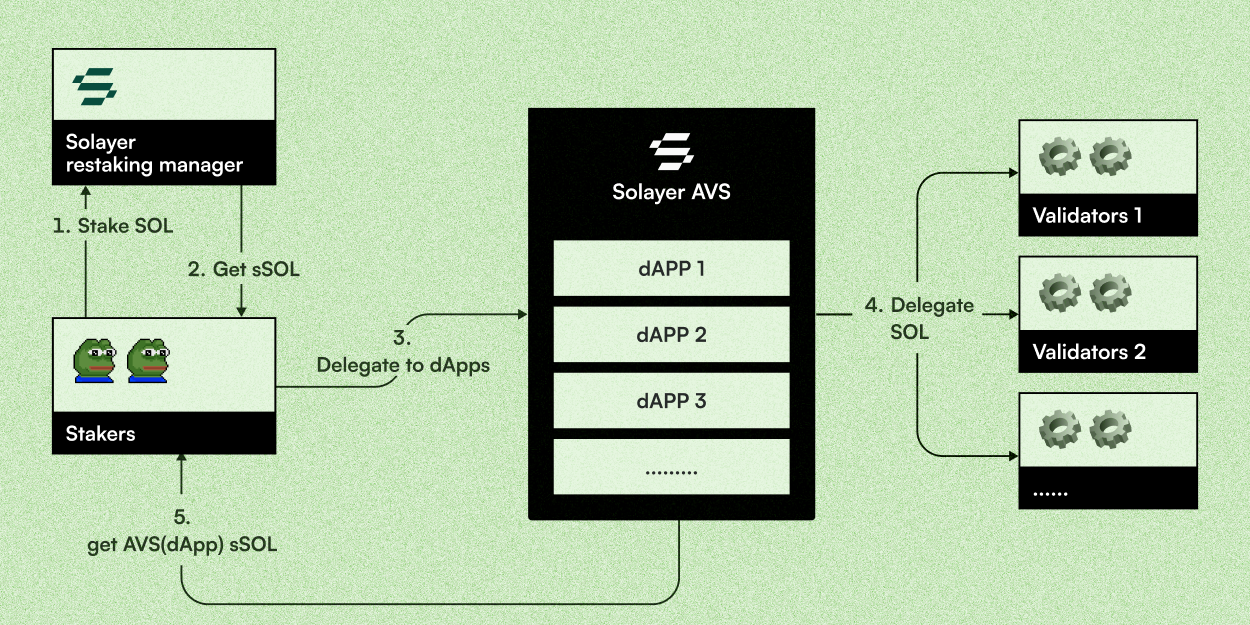 Solayer
restaking manager
1. Stake SOL
2. Get sSOL
Stakers
3.
Delegate to dApps
Solayer AVS
dAPP 1
dAPP 2
dAPP 3
.........
4. Delegate
SOL
Validators 1
Validators 2
......
5.
get AVS(dApp) sSOL